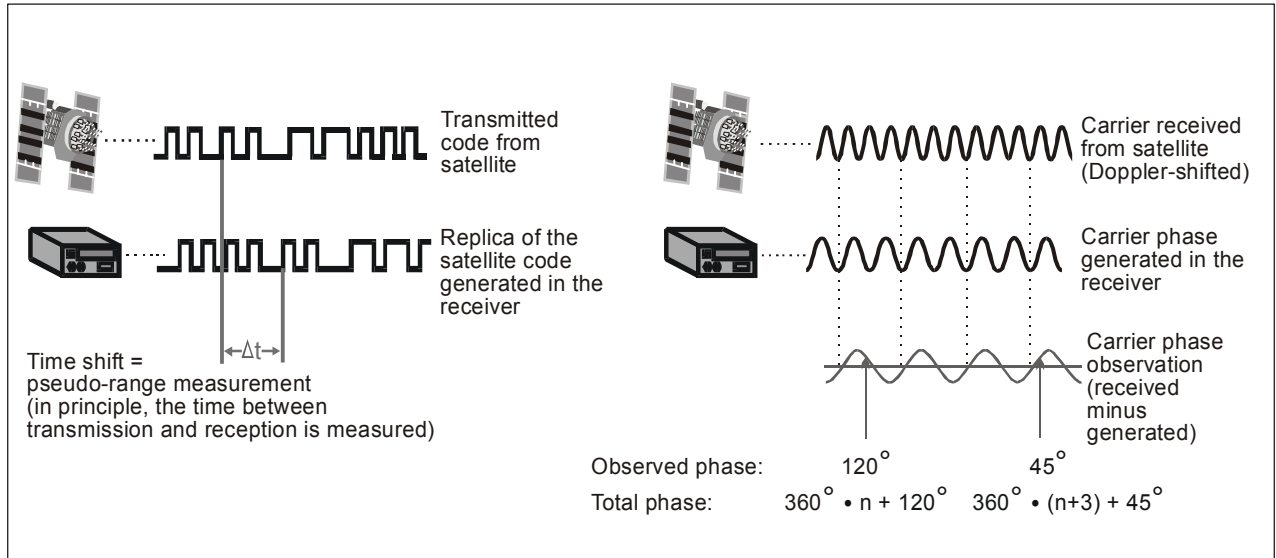 Transmitted
code from
satellite
Replica of the
satellite code
generated in the
receiver
Δt
Time shift =
pseudo-range measurement
(in principle, the time between
transmission and reception is measured)
Carrier received
from satellite
(Doppler-shifted)
Carrier phase
generated in the
receiver
Carrier phase
observation
(received
minus
generated)
Observed phase: 120° 45°
Total phase: 360° • n + 120° 360° • (n+3) + 45°